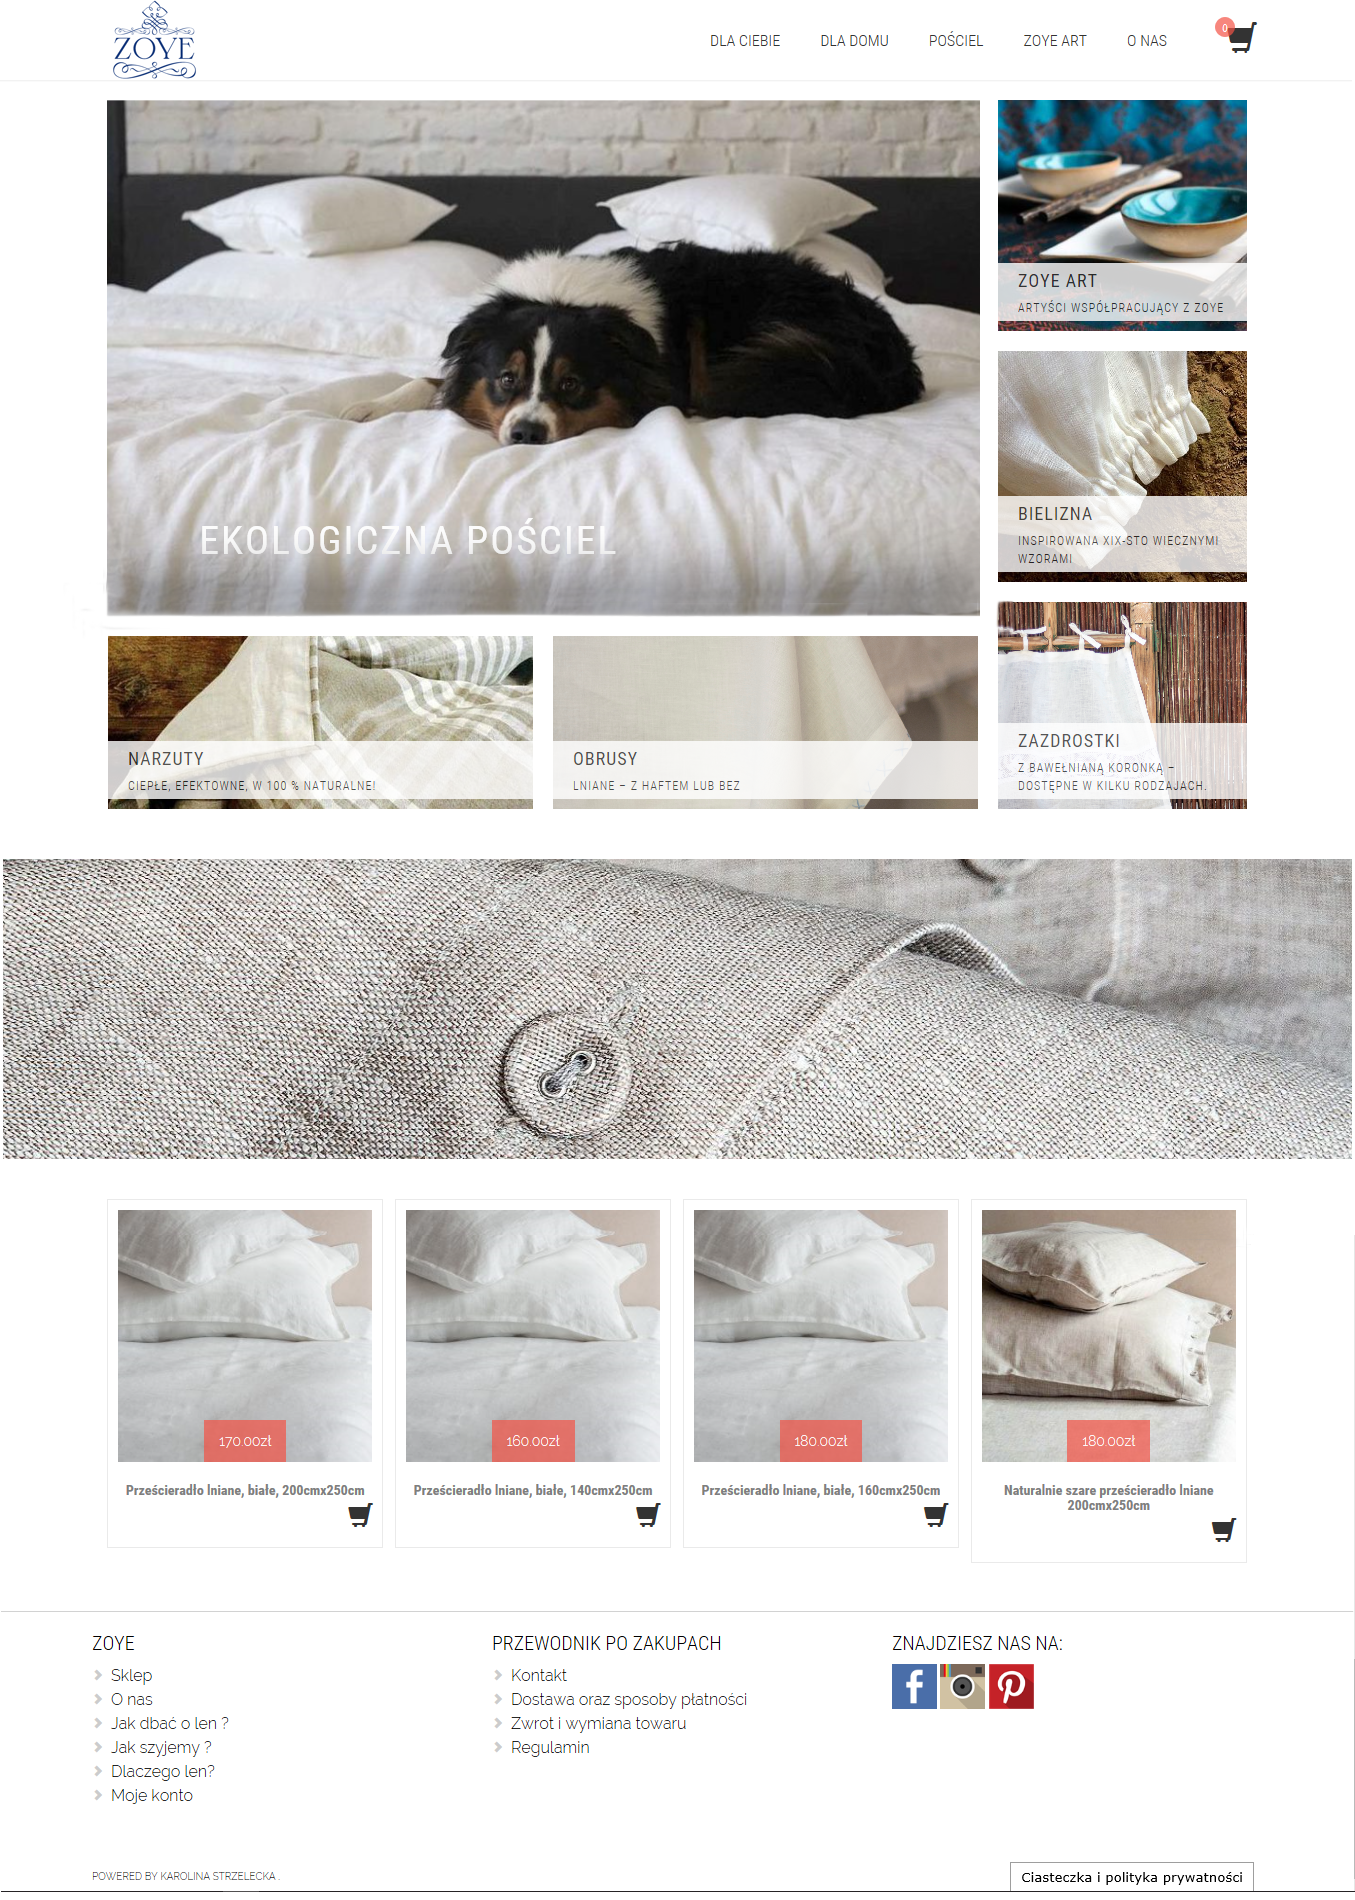 ZOYE
DLA CIEBIE
DLA DOMU
POŚCIEL
ZOYE ART
O NAS
0
EKOLOGICZNA POŚCIEL
ZOYE ART
ARTYŚCI WSPÓŁPRACUJĄCY Z ZOYE
BIELIZNA
INSPIROWANA XIX-STO WIECZNYMI
WZORAMI
NARZUTY
CIEPŁE, EFEKTOWNE, W 100 % NATURALNE!
OBRUSY
LNIANE – Z HAFTEM LUB BEZ
ZAZDROSTKI
Z BAWEŁNIANĄ KORONKĄ –
DOSTĘPNE W KILKU RODZAJACH.
170.00zł
160.00zł
180.00zł
180.00zł
Prześcieradło lniane, białe, 200cmx250cm
Prześcieradło lniane, białe, 140cmx250cm
Prześcieradło lniane, białe, 160cmx250cm
Naturalnie szare prześcieradło lniane
200cmx250cm
ZOYE
Sklep
O nas
Jak dbać o len ?
Jak szyjemy ?
Dlaczego len?
Moje konto
PRZEWODNIK PO ZAKUPACH
Kontakt
Dostawa oraz sposoby płatności
Zwrot i wymiana towaru
Regulamin
ZNAJDZIESZ NAS NA:
POWERED BY KAROLINA STRZELECKA .
Ciasteczka i polityka prywatności